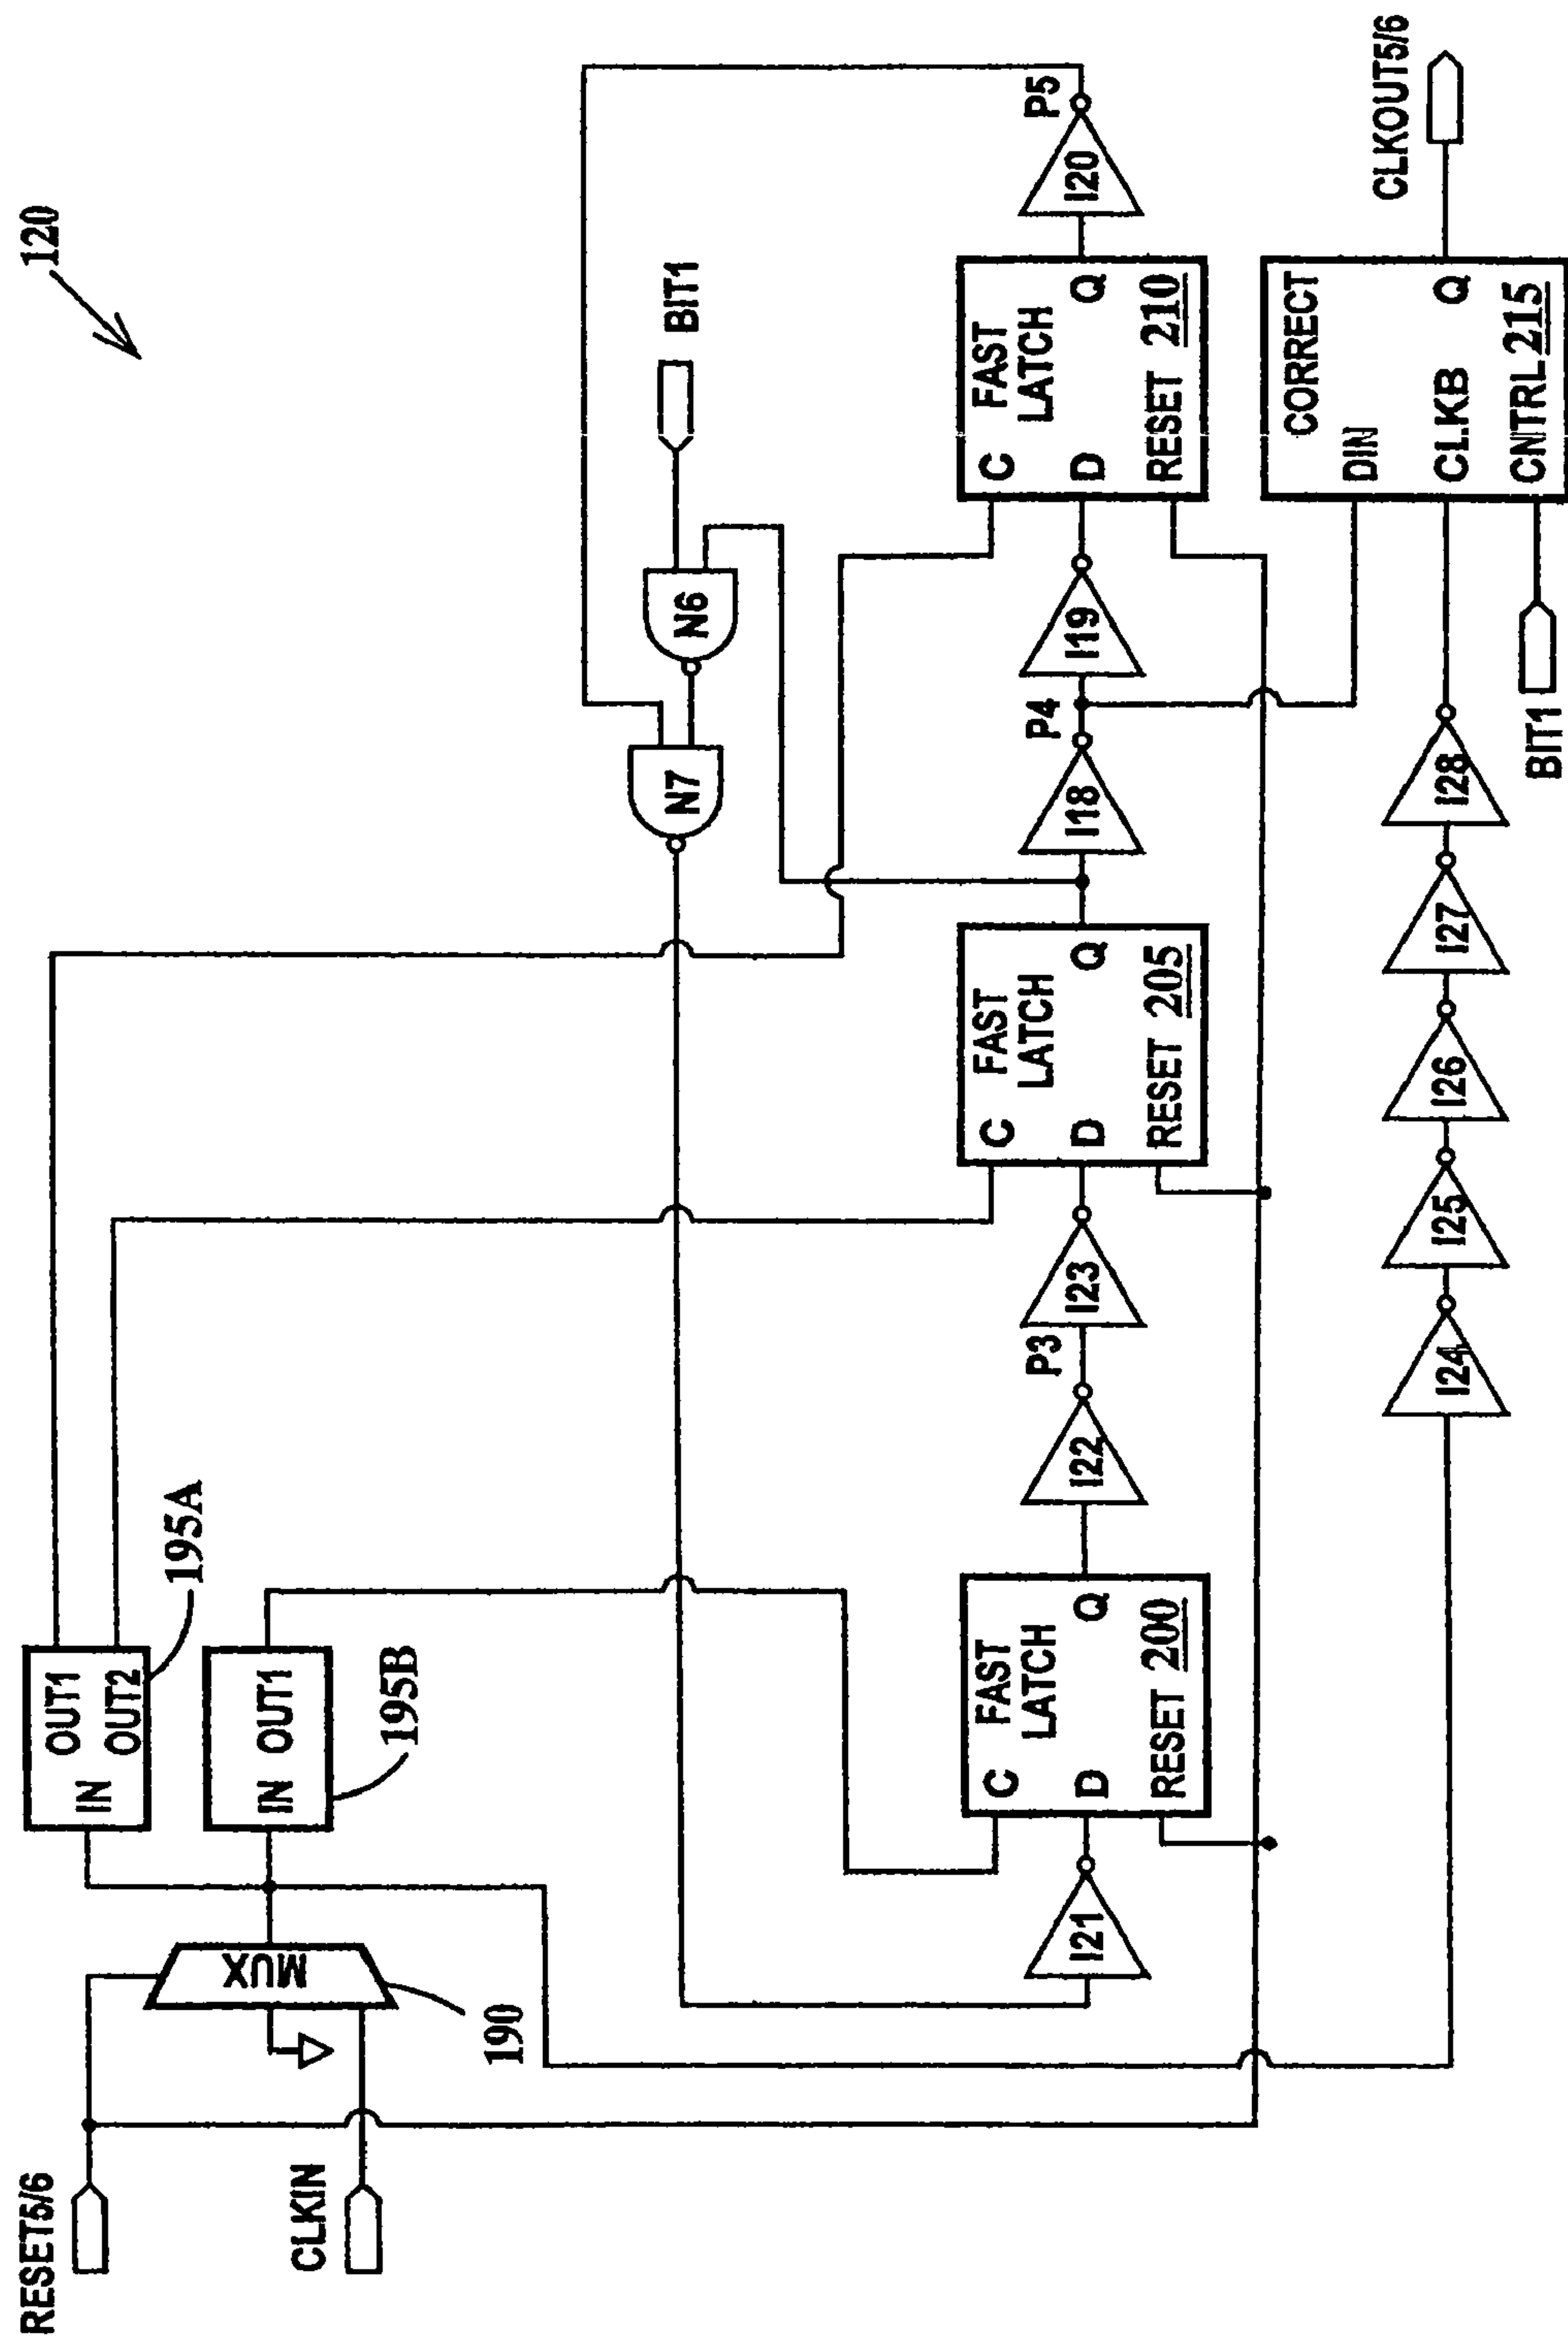 120
RESET5/6
CLKIN
MUX
190
IN
OUT1
OUT2
195A
IN
OUT1
195B
N7
N6
BIT1
I21
C
D
FAST
LATCH
Q
RESET 200
I22
P3
I23
C
D
FAST
LATCH
Q
RESET 205
I18
P4
I19
C
D
FAST
LATCH
Q
RESET 210
I20
P5
I24
I25
I26
I27
I28
BIT1
CORRECT
DIN
CLKB
Q
CNTRL 215
CLKOUT5/6